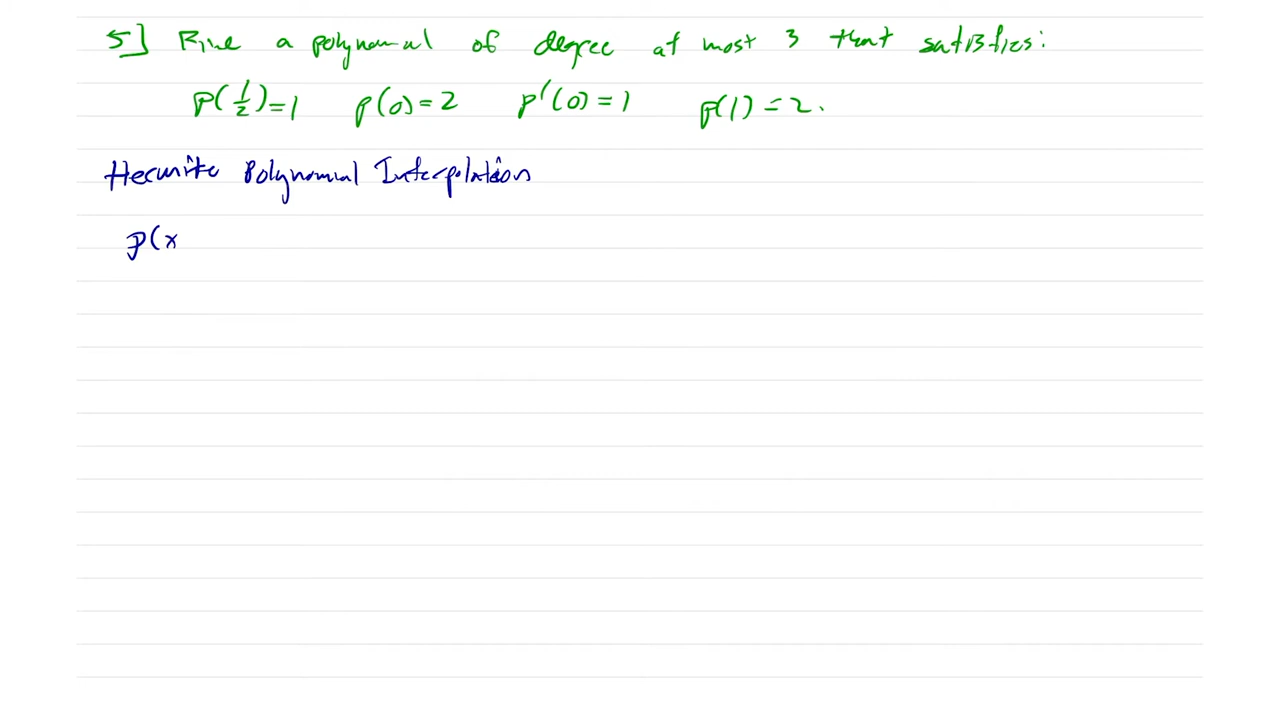 5] Find a polynomial of degree at most 3 that satisfies:
p(1/2)=1 p(0)=2 p'(0)=1 p(1)=2.
Hermite Polynomial Interpolation
p(x